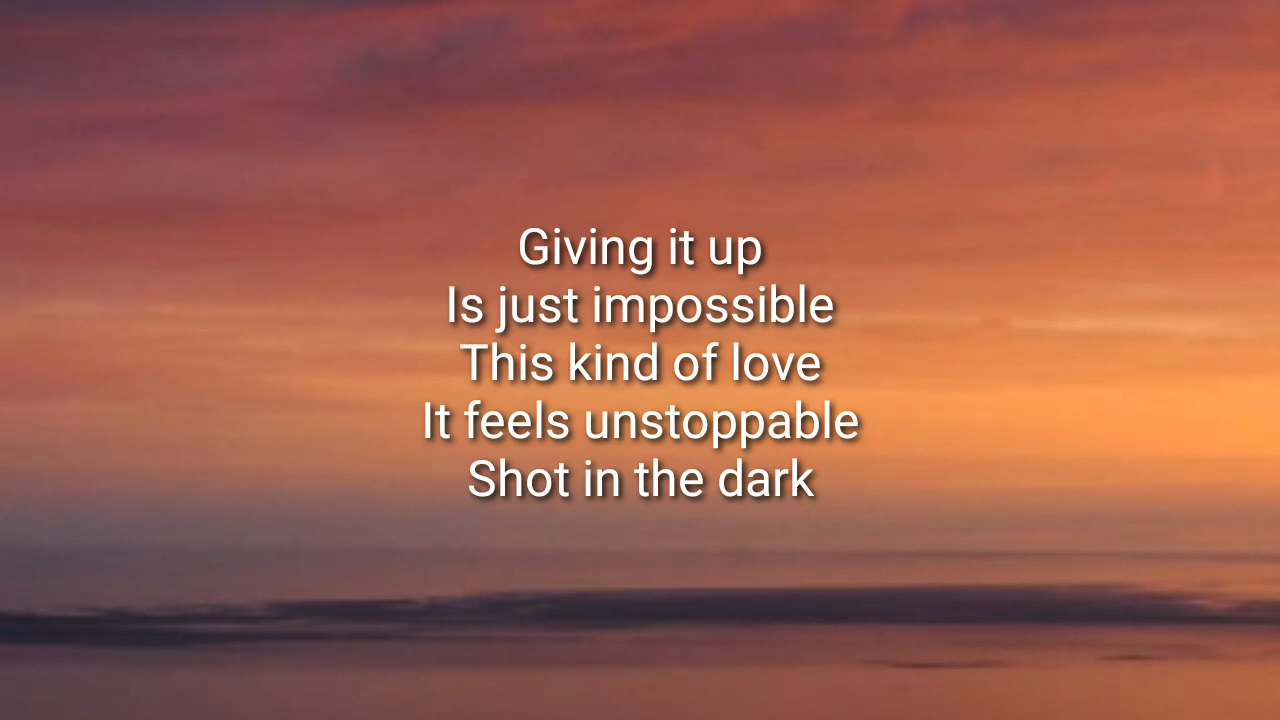 Giving it up
Is just impossible
This kind of love
It feels unstoppable
Shot in the dark